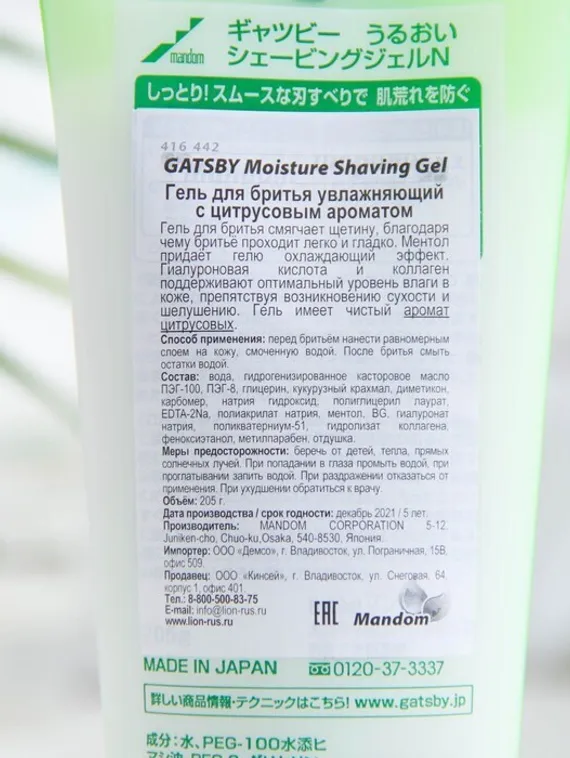 mandom
ギャツビー うるおい
シェービングジェルN
しっとり!スムースな刃すべりで 肌荒れを防ぐ
416 442
GATSBY Moisture Shaving Gel
Гель для бритья увлажняющий
с цитрусовым ароматом
Гель для бритья смягчает щетину, благодаря
чему бритьё проходит легко и гладко. Ментол
придаёт гелю охлаждающий эффект.
Гиалуроновая кислота и коллаген
поддерживают оптимальный уровень влаги в
коже, препятствуя возникновению сухости и
шелушению. Гель имеет чистый аромат
цитрусовых.
Способ применения: перед бритьём нанести равномерным
слоем на кожу, смоченную водой. После бритья смыть
остатки водой.
Состав: вода, гидрогенизированное касторовое масло
ПЭГ-100, ПЭГ-8, глицерин, кукурузный крахмал, диметикон,
карбомер, натрия гидроксид, полиглицерил лаурат,
EDTA-2Na, полиакрилат натрия, ментол, BG, гиалуронат
натрия, поликватерниум-51, гидролизат коллагена,
феноксиэтанол, метилпарабен, отдушка.
Меры предосторожности: беречь от детей, тепла, прямых
солнечных лучей. При попадании в глаза промыть водой, при
проглатывании запить водой. При раздражении отказаться от
применения. При ухудшении обратиться к врачу.
Объём: 205 г.
Дата производства / срок годности: декабрь 2021 / 5 лет.
Производитель: MANDOM CORPORATION 5-12,
Juniken-cho, Chuo-ku,Osaka, 540-8530, Япония.
Импортер: ООО «Демсо», г. Владивосток, ул. Пограничная, 15В,
офис 509.
Продавец: ООО «Кинсей», г. Владивосток, ул. Снеговая, 64,
корпус 1, офис 401.
Тел.: 8-800-500-83-75
E-mail: info@lion-rus.ru
www.lion-rus.ru
EAC Mandom
MADE IN JAPAN 0120-37-3337
詳しい商品情報・テクニックはこちら! www.gatsby.jp
成分:水、PEG-100水添ヒ